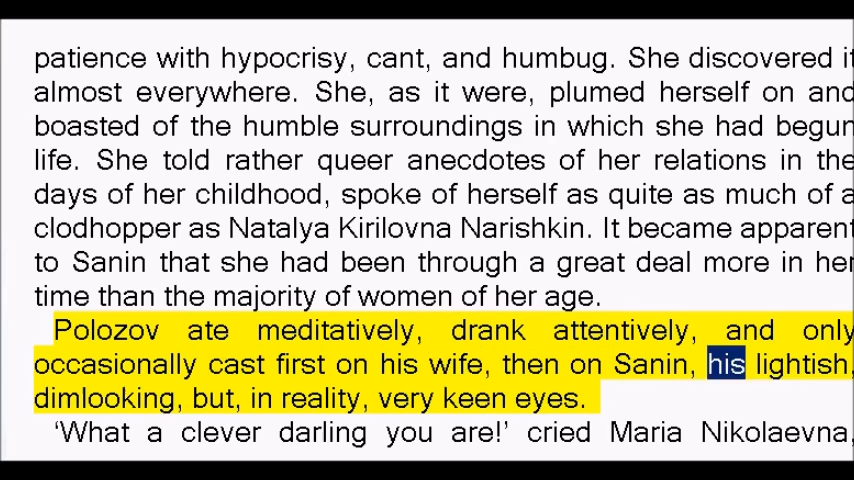 patience with hypocrisy, cant, and humbug. She discovered it
almost everywhere. She, as it were, plumed herself on and
boasted of the humble surroundings in which she had begun
life. She told rather queer anecdotes of her relations in the
days of her childhood, spoke of herself as quite as much of a
clodhopper as Natalya Kirilovna Narishkin. It became apparent
to Sanin that she had been through a great deal more in her
time than the majority of women of her age.
Polozov ate meditatively, drank attentively, and only
occasionally cast first on his wife, then on Sanin, his lightish,
dimlooking, but, in reality, very keen eyes.
‘What a clever darling you are!’ cried Maria Nikolaevna,